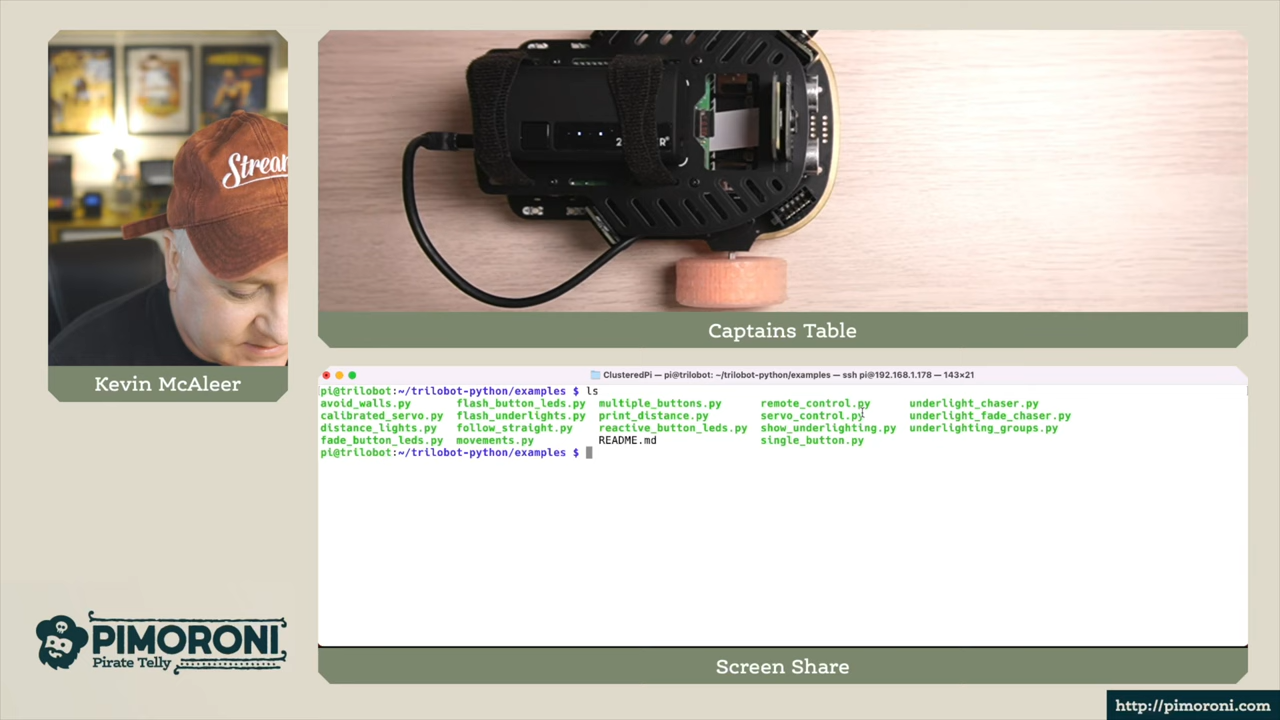 Strea
Kevin McAleer
Captains Table
ClusteredPi — pi@trilobot: ~/trilobot-python/examples — ssh pi@192.168.1.178 — 143×21
pi@trilobot:~/trilobot-python/examples $ ls
avoid_walls.py flash_button_leds.py multiple_buttons.py remote_control.py underlight_chaser.py
calibrated_servo.py flash_underlights.py print_distance.py servo_control.py underlight_fade_chaser.py
distance_lights.py follow_straight.py reactive_button_leds.py show_underlighting.py underlighting_groups.py
fade_button_leds.py movements.py README.md single_button.py
pi@trilobot:~/trilobot-python/examples $
Screen Share
PIMORONI
Pirate Telly
http://pimoroni.com